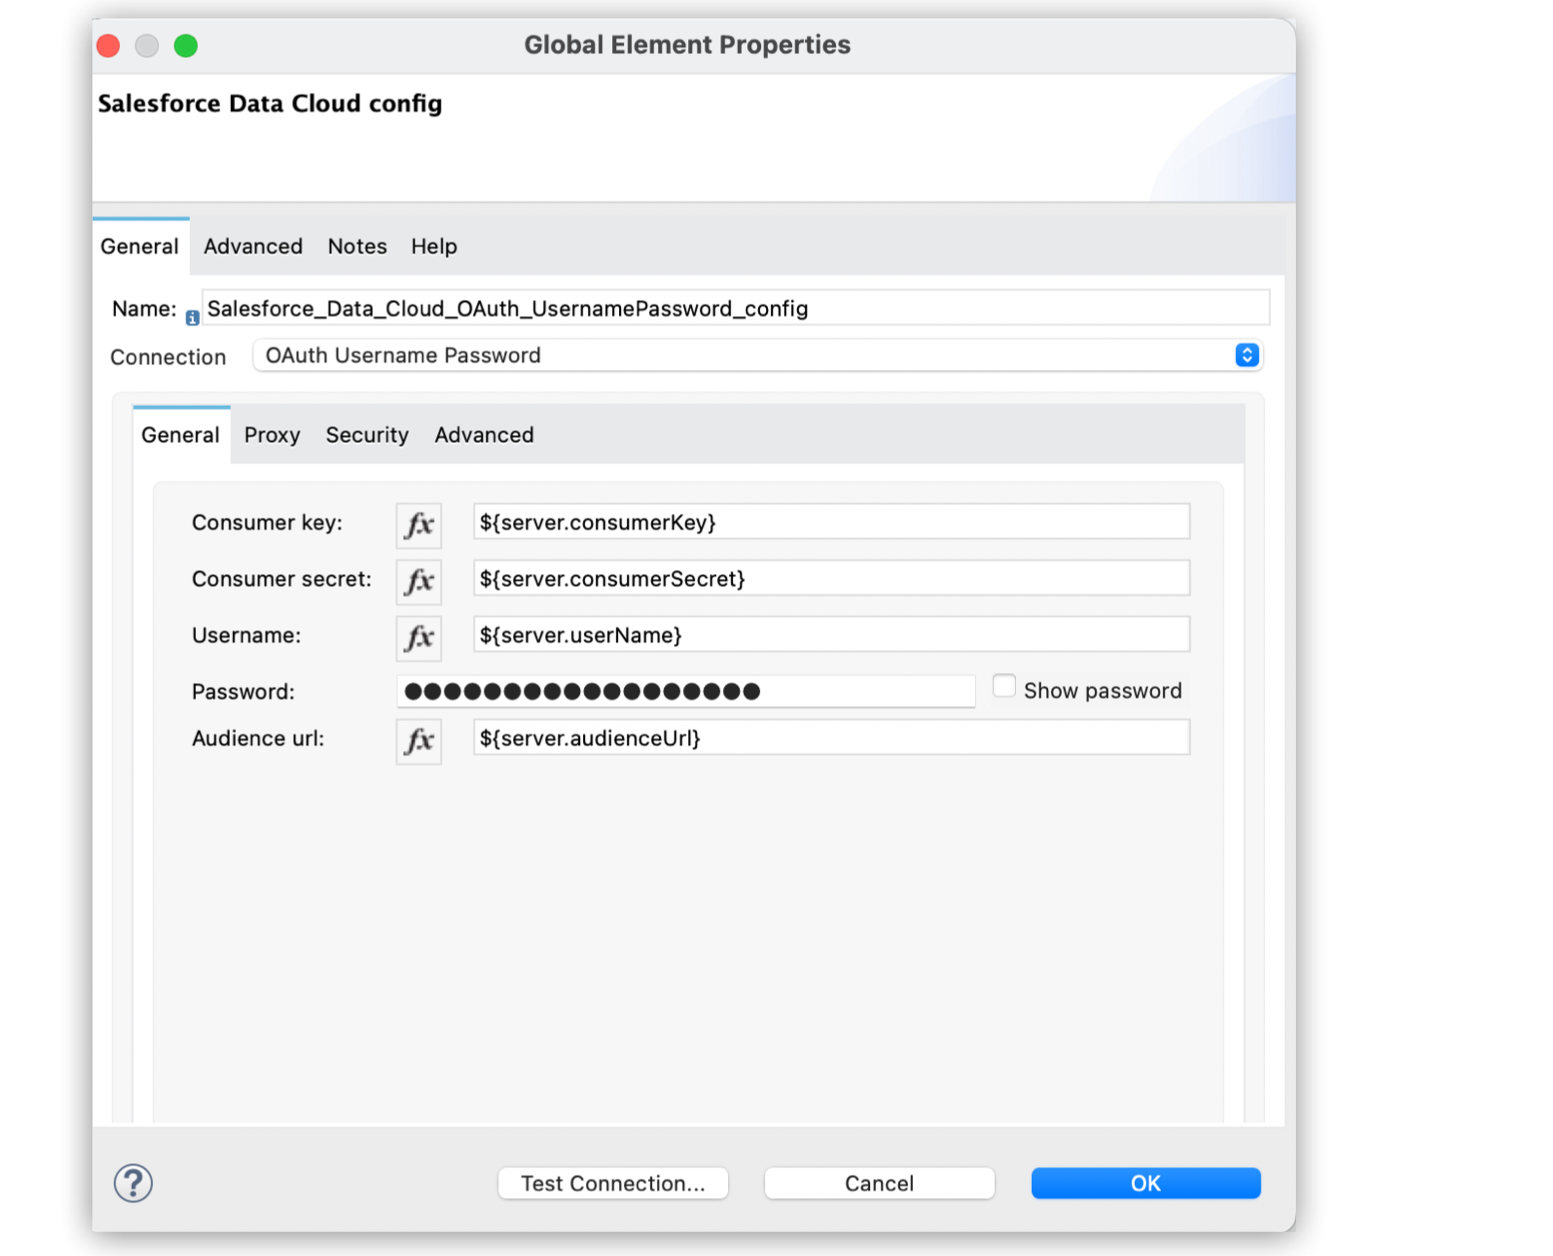 Global Element Properties
Salesforce Data Cloud config
General Advanced Notes Help
Name: Salesforce_Data_Cloud_OAuth_UsernamePassword_config
Connection OAuth Username Password
General Proxy Security Advanced
Consumer key: fx ${server.consumerKey}
Consumer secret: fx ${server.consumerSecret}
Username: fx ${server.userName}
Password: ●●●●●●●●●●●●●●●●●● Show password
Audience url: fx ${server.audienceUrl}
? Test Connection... Cancel OK